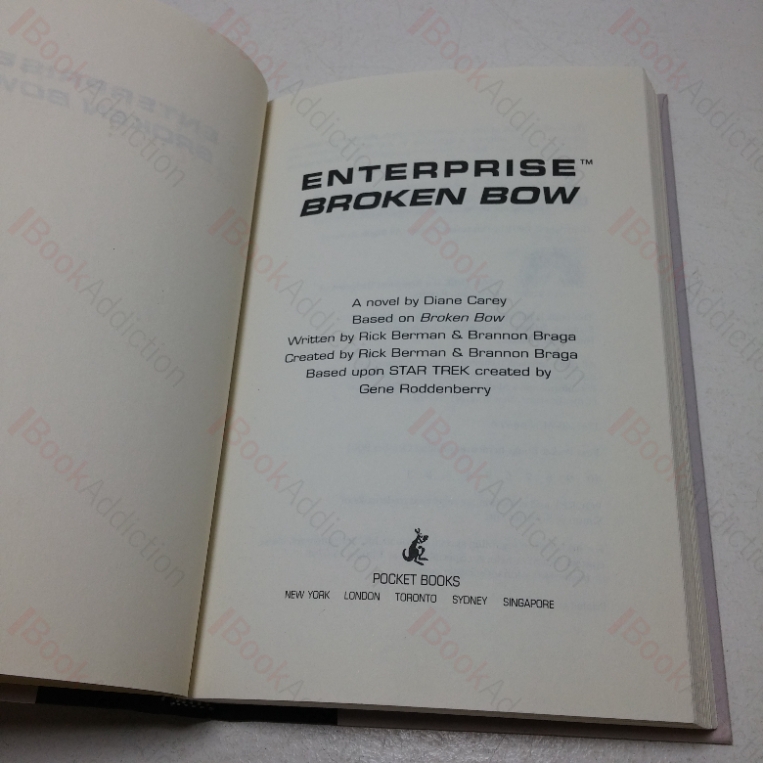 ENTERPRISE™
BROKEN BOW
A novel by Diane Carey
Based on Broken Bow
Written by Rick Berman & Brannon Braga
Created by Rick Berman & Brannon Braga
Based upon STAR TREK created by
Gene Roddenberry
POCKET BOOKS
NEW YORK LONDON TORONTO SYDNEY SINGAPORE
BookAddiction